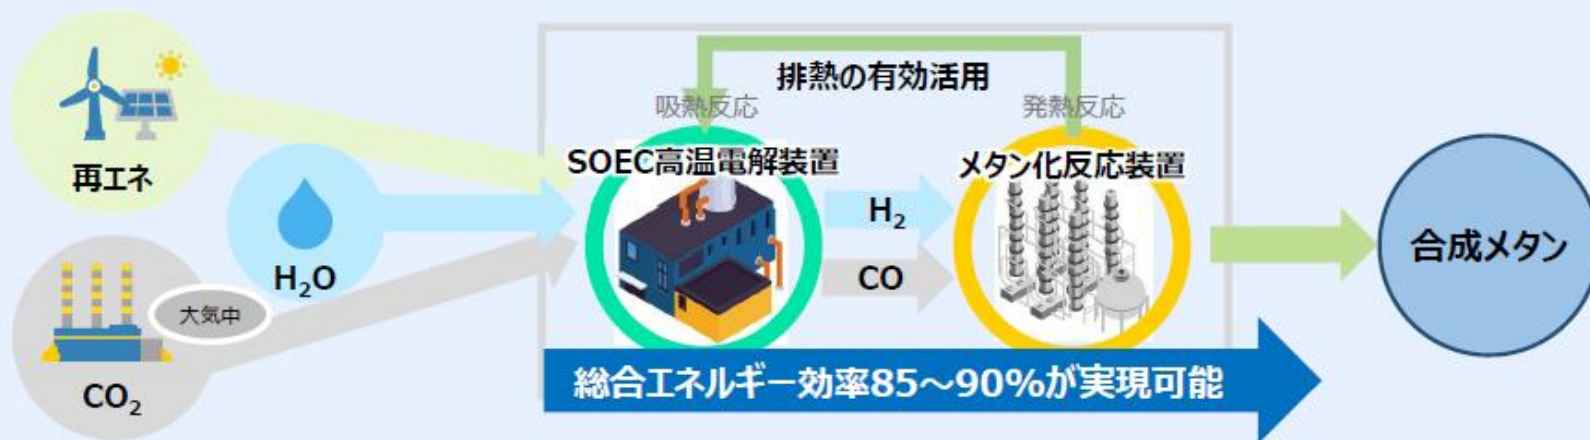 再エネ
H₂O
大気中
CO₂
排熱の有効活用
吸熱反応
発熱反応
SOEC高温電解装置
メタン化反応装置
H₂
CO
合成メタン
総合エネルギー効率85～90%が実現可能